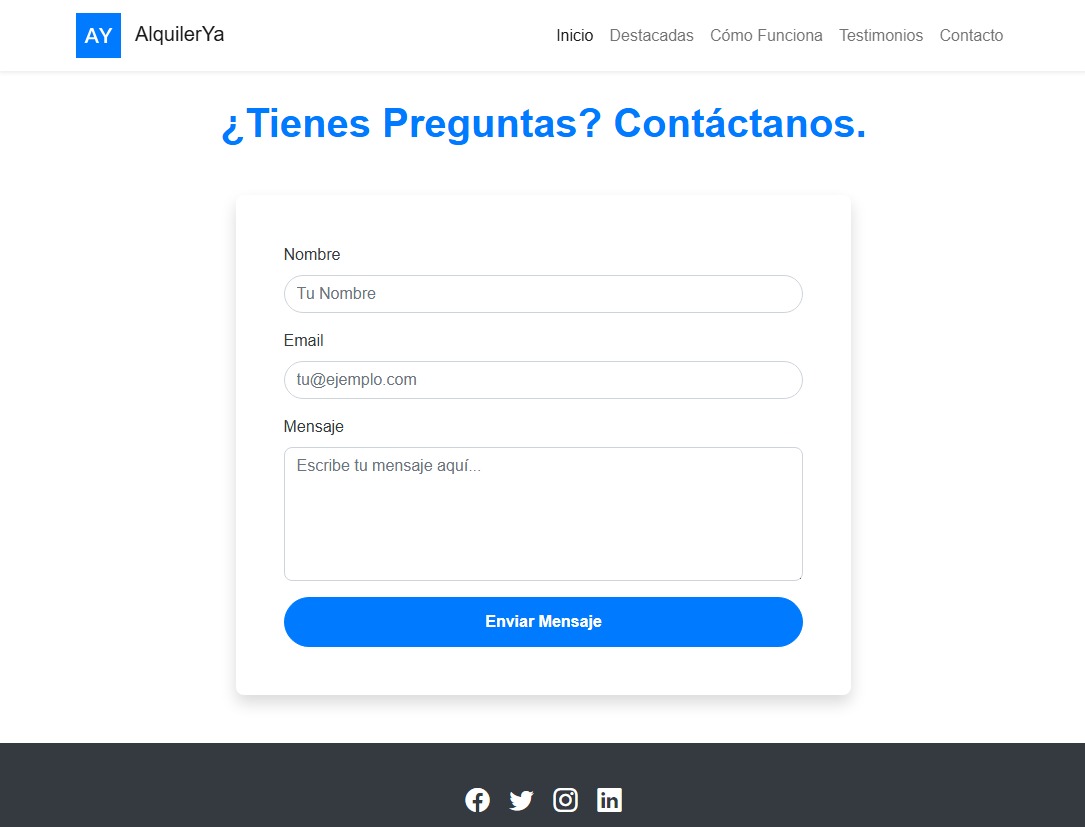 AY AlquilerYa Inicio Destacadas Cómo Funciona Testimonios Contacto
¿Tienes Preguntas? Contáctanos.
Nombre
Tu Nombre
Email
tu@ejemplo.com
Mensaje
Escribe tu mensaje aquí...
Enviar Mensaje